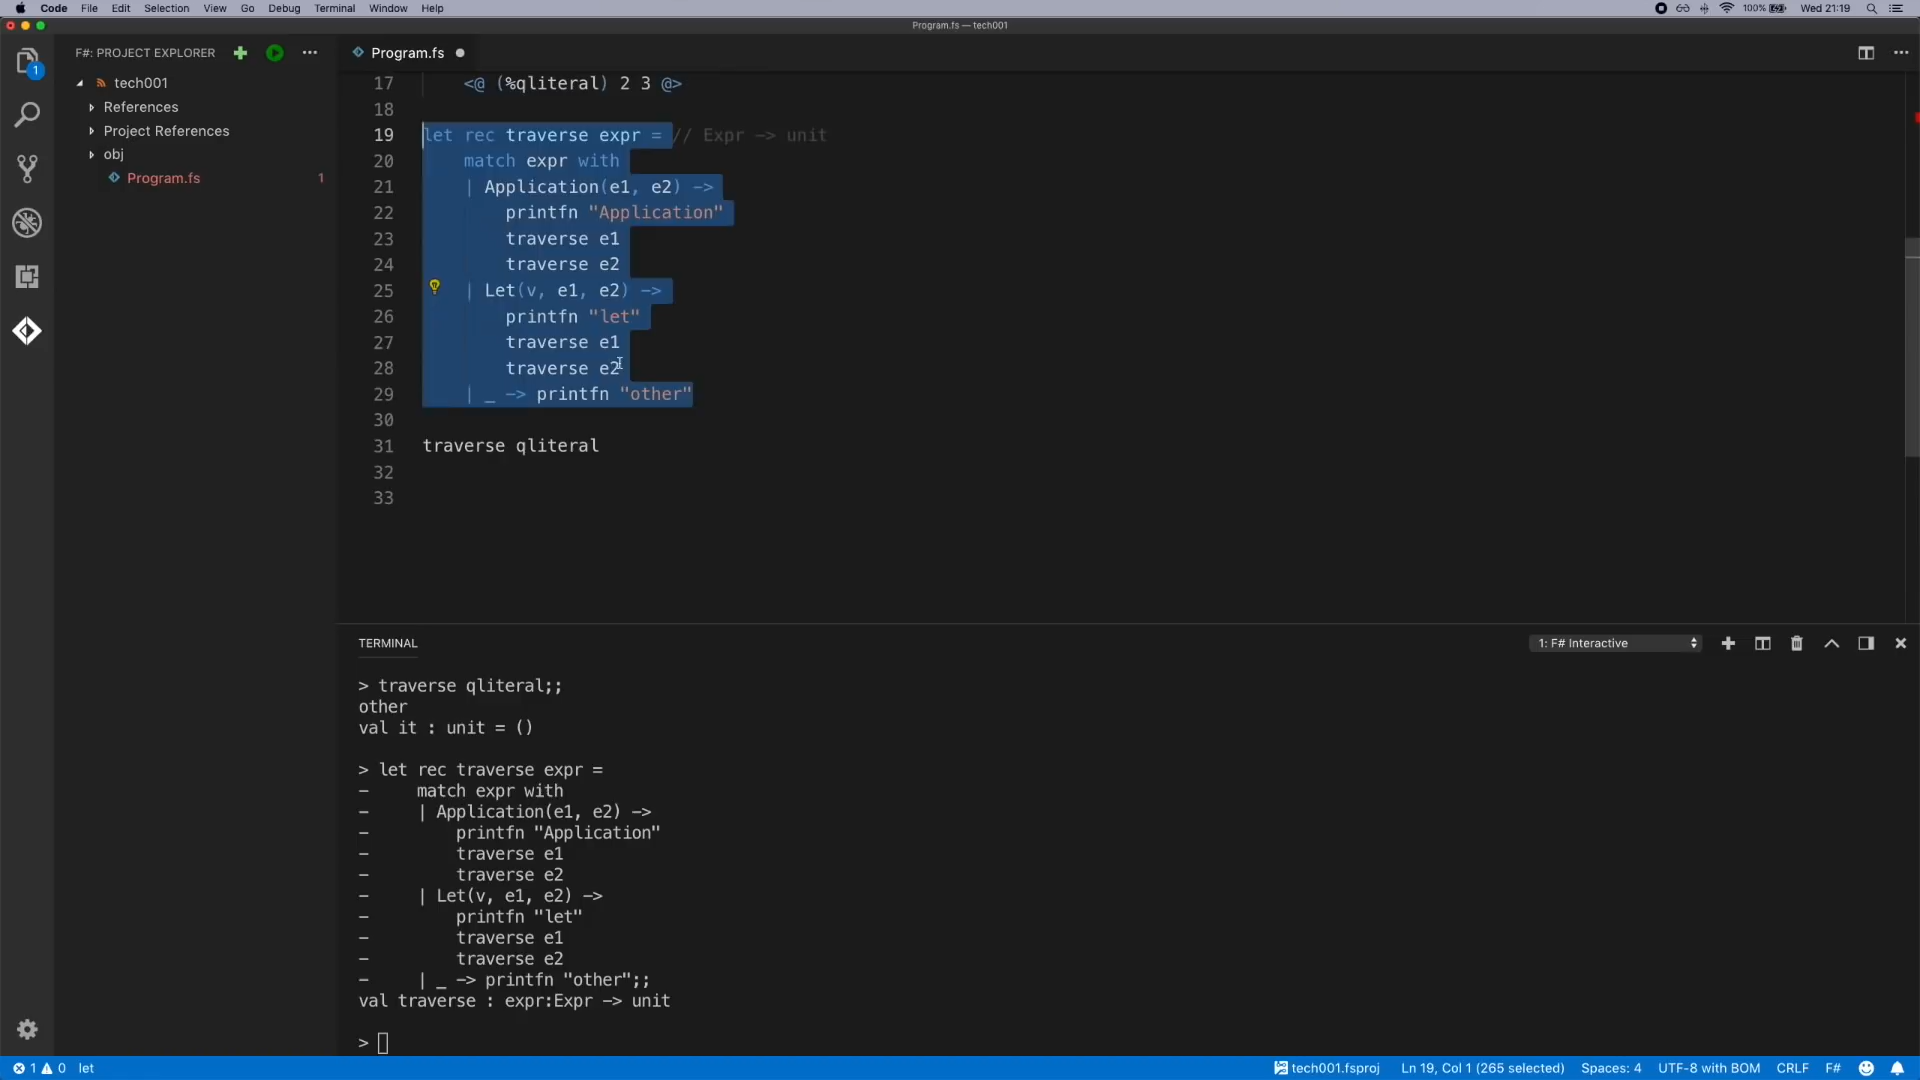 Code File Edit Selection View Go Debug Terminal Window Help 100% Wed 21:19
Program.fs — tech001
F#: PROJECT EXPLORER
Program.fs
1
tech001
References
Project References
obj
Program.fs 1
17 <@ (%qliteral) 2 3 @>
18
19 let rec traverse expr = // Expr -> unit
20 match expr with
21 | Application(e1, e2) ->
22 printfn "Application"
23 traverse e1
24 traverse e2
25 | Let(v, e1, e2) ->
26 printfn "let"
27 traverse e1
28 traverse e2
29 | _ -> printfn "other"
30
31 traverse qliteral
32
33
TERMINAL
1: F# Interactive
> traverse qliteral;;
other
val it : unit = ()
> let rec traverse expr =
- match expr with
- | Application(e1, e2) ->
- printfn "Application"
- traverse e1
- traverse e2
- | Let(v, e1, e2) ->
- printfn "let"
- traverse e1
- traverse e2
- | _ -> printfn "other";;
val traverse : expr:Expr -> unit
>
1 0 let
tech001.fsproj Ln 19, Col 1 (265 selected) Spaces: 4 UTF-8 with BOM CRLF F#